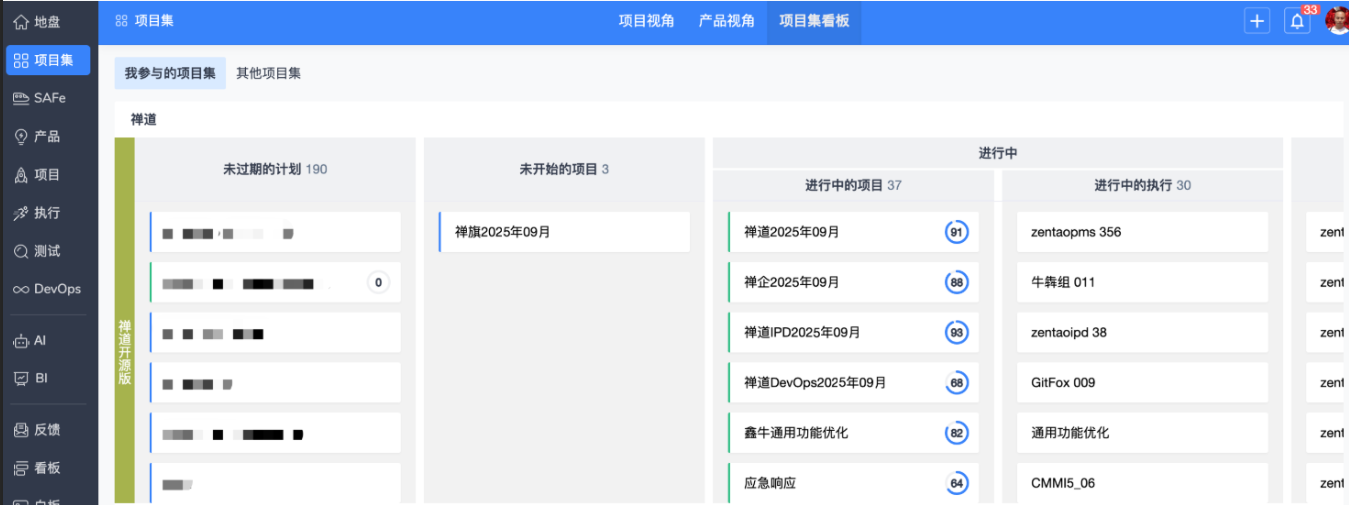 地盘
项目集
SAFe
产品
项目
执行
测试
DevOps
AI
BI
反馈
看板
白板
项目集
项目视角 产品视角 项目集看板
33
我参与的项目集 其他项目集
禅道
禅道开源版
未过期的计划 190
0
未开始的项目 3
禅旗2025年09月
进行中
进行中的项目 37
禅道2025年09月 91
禅企2025年09月 88
禅道IPD2025年09月 93
禅道DevOps2025年09月 68
鑫牛通用功能优化 82
应急响应 64
进行中的执行 30
zentaopms 356
牛犇组 011
zentaoipd 38
GitFox 009
通用功能优化
CMMI5_06
zent
zent
zent
zent
zent
zent